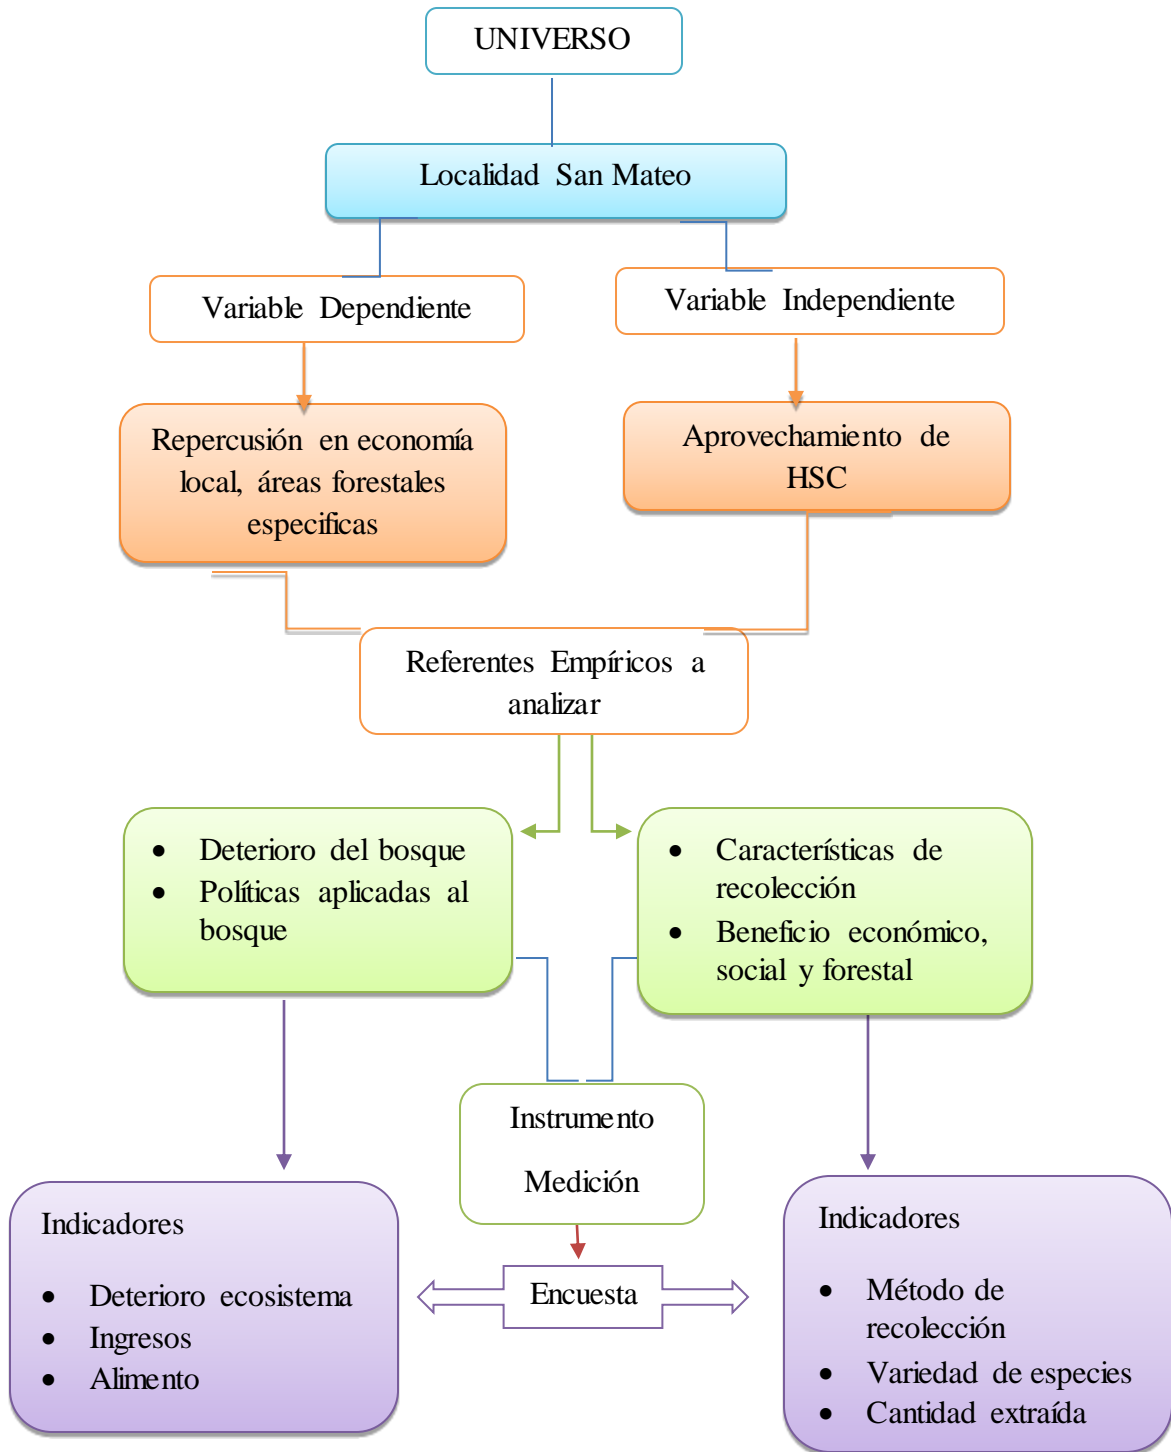 UNIVERSO
Localidad San Mateo
Variable Dependiente
Variable Independiente
Repercusión en economía
local, áreas forestales
especificas
Aprovechamiento de
HSC
Referentes Empíricos a
analizar
• Deterioro del bosque
• Políticas aplicadas al
bosque
• Características de
recolección
• Beneficio económico,
social y forestal
Instrumento
Medición
Encuesta
Indicadores
• Deterioro ecosistema
• Ingresos
• Alimento
Indicadores
• Método de
recolección
• Variedad de especies
• Cantidad extraída